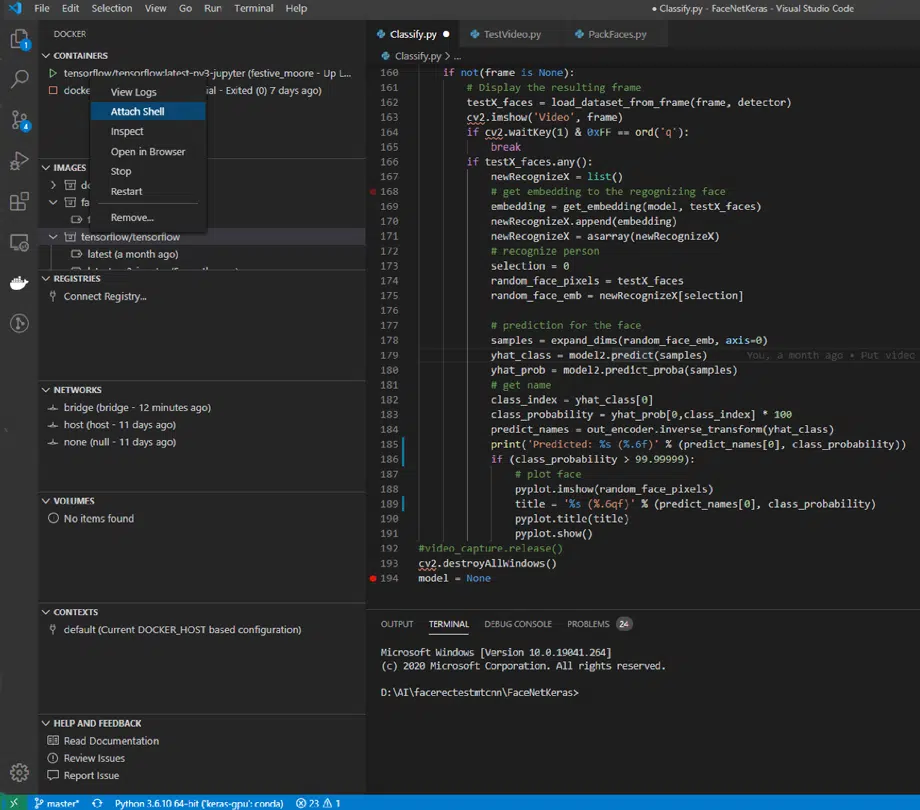 File Edit Selection View Go Run Terminal Help
● Classify.py - FaceNetKeras - Visual Studio Code
DOCKER
CONTAINERS
tensorflow/tensorflow:latest-py3-jupyter (festive_moore - Up L...
docke
ial - Exited (0) 7 days ago)
View Logs
Attach Shell
Inspect
Open in Browser
Stop
Restart
Remove...
1
4
IMAGES
tensorflow/tensorflow
latest (a month ago)
REGISTRIES
Connect Registry...
NETWORKS
bridge (bridge - 12 minutes ago)
host (host - 11 days ago)
none (null - 11 days ago)
VOLUMES
No items found
CONTEXTS
default (Current DOCKER_HOST based configuration)
HELP AND FEEDBACK
Read Documentation
Review Issues
Report Issue
Classify.py ● TestVideo.py PackFaces.py
Classify.py > ...
160 if not(frame is None):
161 # Display the resulting frame
162 testX_faces = load_dataset_from_frame(frame, detector)
163 cv2.imshow('Video', frame)
164 if cv2.waitKey(1) & 0xFF == ord('q'):
165 break
166 if testX_faces.any():
167 newRecognizeX = list()
168 # get embedding to the regognizing face
169 embedding = get_embedding(model, testX_faces)
170 newRecognizeX.append(embedding)
171 newRecognizeX = asarray(newRecognizeX)
172 # recognize person
173 selection = 0
174 random_face_pixels = testX_faces
175 random_face_emb = newRecognizeX[selection]
176
177 # prediction for the face
178 samples = expand_dims(random_face_emb, axis=0)
179 yhat_class = model2.predict(samples) You, a month ago • Put video
180 yhat_prob = model2.predict_proba(samples)
181 # get name
182 class_index = yhat_class[0]
183 class_probability = yhat_prob[0,class_index] * 100
184 predict_names = out_encoder.inverse_transform(yhat_class)
185 print('Predicted: %s (%.6f)' % (predict_names[0], class_probability))
186 if (class_probability > 99.99999):
187 # plot face
188 pyplot.imshow(random_face_pixels)
189 title = '%s (%.6qf)' % (predict_names[0], class_probability)
190 pyplot.title(title)
191 pyplot.show()
192 #video_capture.release()
193 cv2.destroyAllWindows()
194 model = None
OUTPUT TERMINAL DEBUG CONSOLE PROBLEMS 24
Microsoft Windows [Version 10.0.19041.264]
(c) 2020 Microsoft Corporation. All rights reserved.
D:\AI\facerectestmtcnn\FaceNetKeras>
master* Python 3.6.10 64-bit ('keras-gpu': conda) 23 1